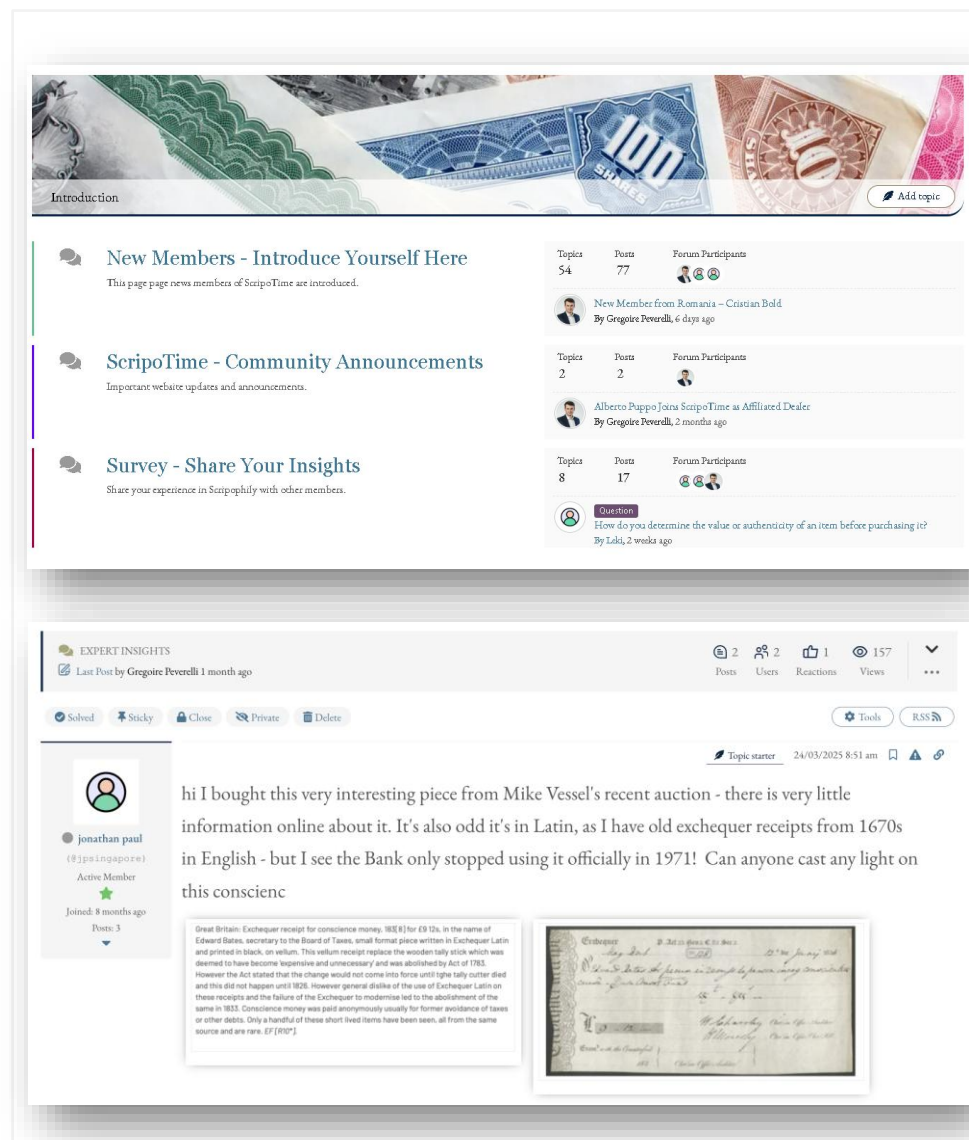 100
SHARES
10
SHARES
Introduction
Add topic
New Members - Introduce Yourself Here
This page page news members of ScripoTime are introduced.
Topics Posts Forum Participants
54 77
New Member from Romania – Cristian Bold
By Gregoire Peverelli, 6 days ago
ScripoTime - Community Announcements
Important website updates and announcements.
Topics Posts Forum Participants
2 2
Alberto Puppo Joins ScripoTime as Affiliated Dealer
By Gregoire Peverelli, 2 months ago
Survey - Share Your Insights
Share your experience in Scripophily with other members.
Topics Posts Forum Participants
8 17
Question
How do you determine the value or authenticity of an item before purchasing it?
By Leki, 2 weeks ago
EXPERT INSIGHTS
Last Post by Gregoire Peverelli 1 month ago
2 2 1 157
Posts Users Reactions Views
Solved Sticky Close Private Delete
Tools RSS
Topic starter 24/03/2025 8:51 am
jonathan paul
(@jpsingapore)
Active Member
Joined: 8 months ago
Posts: 3
hi I bought this very interesting piece from Mike Vessel's recent auction - there is very little
information online about it. It's also odd it's in Latin, as I have old exchequer receipts from 1670s
in English - but I see the Bank only stopped using it officially in 1971! Can anyone cast any light on
this conscienc
Great Britain: Exchequer receipt for conscience money, 183[8] for £9 12s, in the name of
Edward Bates, secretary to the Board of Taxes, small format piece written in Exchequer Latin
and printed in black, on vellum. This vellum receipt replace the wooden tally stick which was
deemed to have become 'expensive and unnecessary' and was abolished by Act of 1783.
However the Act stated that the change would not come into force until tghe tally cutter died
and this did not happen until 1826. However general dislike of the use of Exchequer Latin on
these receipts and the failure of the Exchequer to modernise led to the abolishment of the
same in 1833. Conscience money was paid anonymously usually for former avoidance of taxes
or other debts. Only a handful of these short lived items have been seen, all from the same
source and are rare. EF [R10*].
Exchequer